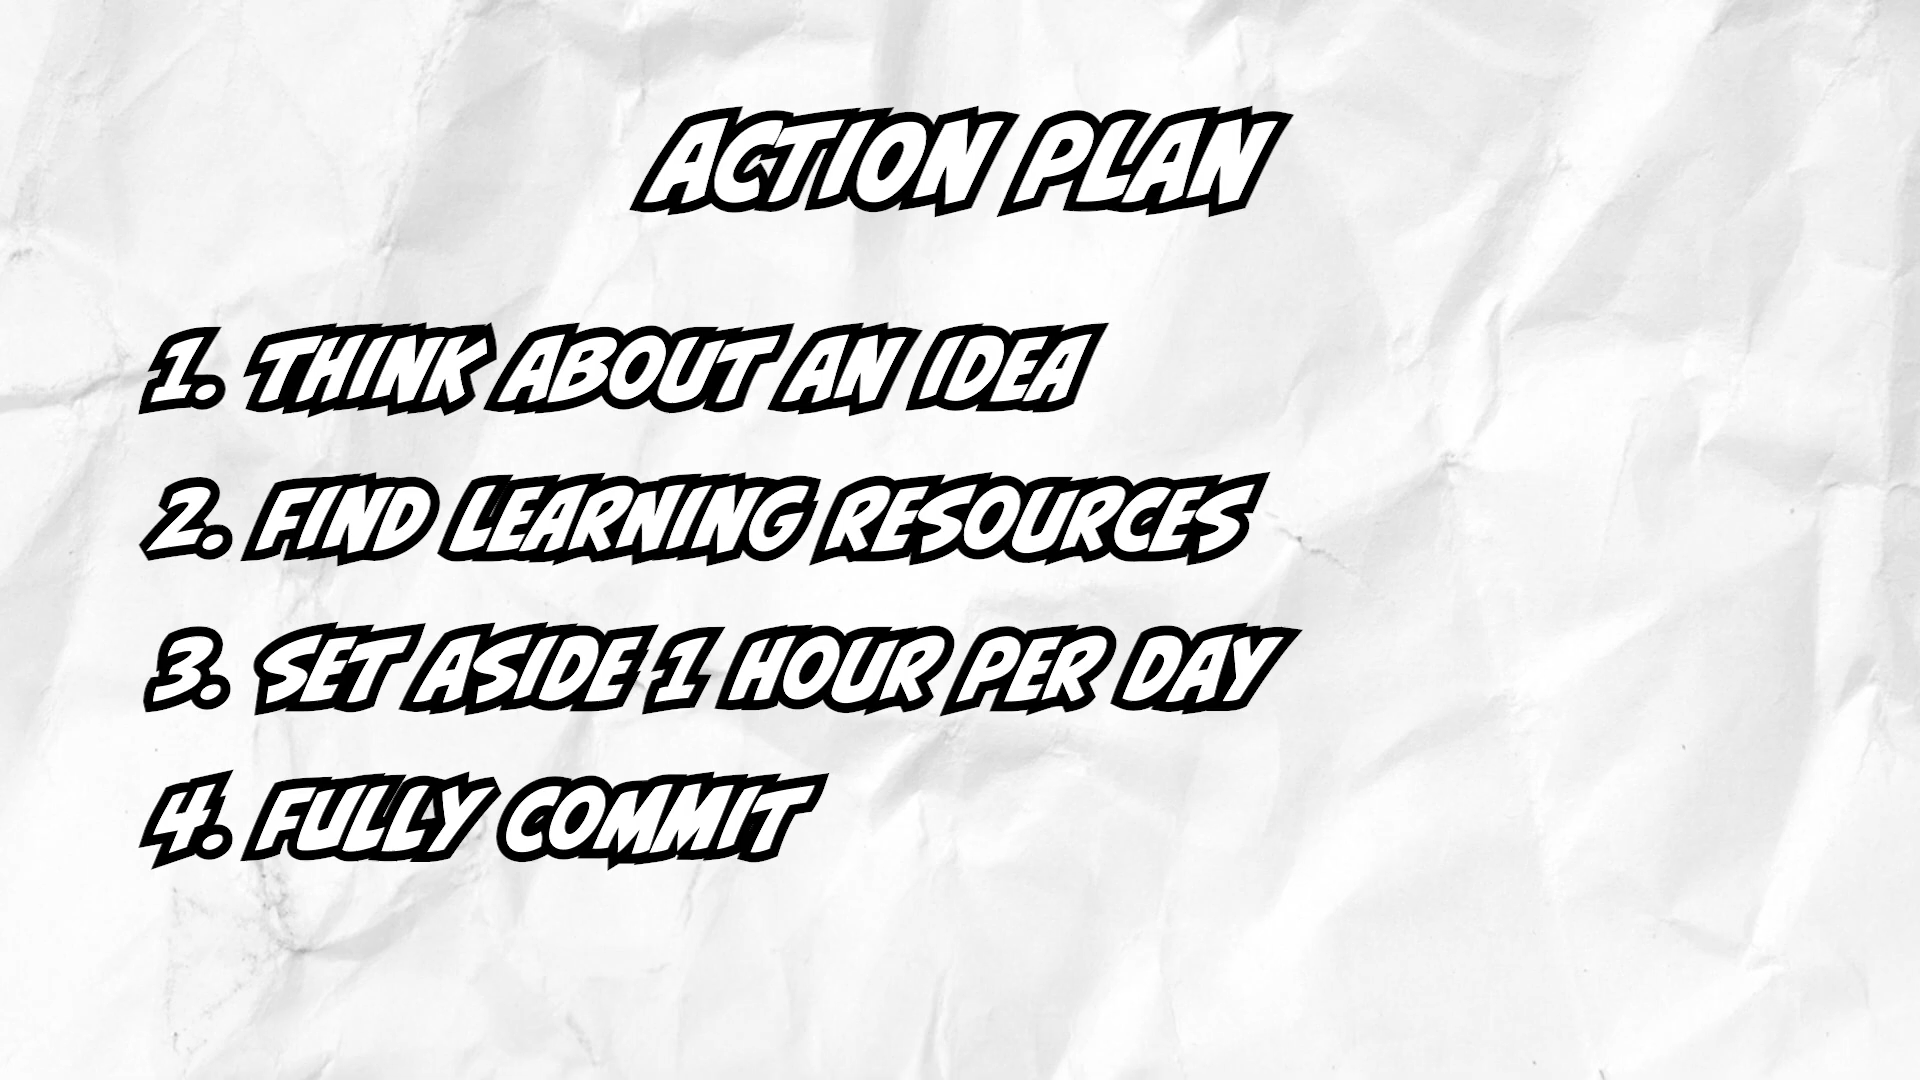 ACTION PLAN
1. THINK ABOUT AN IDEA
2. FIND LEARNING RESOURCES
3. SET ASIDE 1 HOUR PER DAY
4. FULLY COMMIT